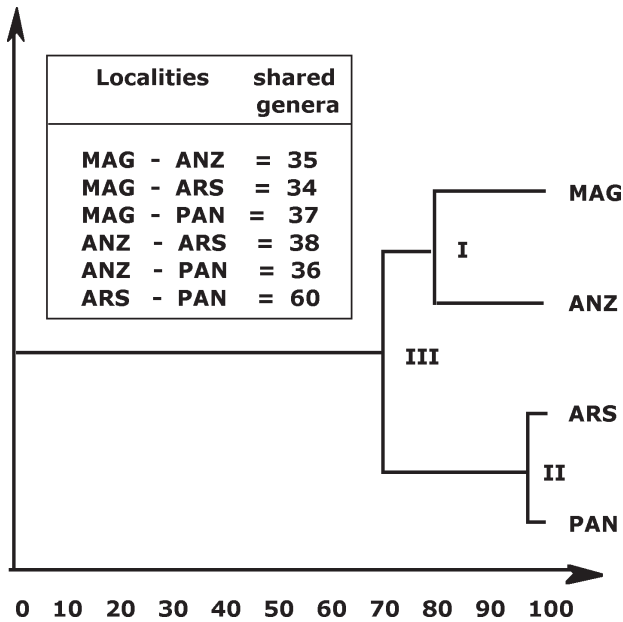 Localities shared
genera
MAG - ANZ = 35
MAG - ARS = 34
MAG - PAN = 37
ANZ - ARS = 38
ANZ - PAN = 36
ARS - PAN = 60
MAG
I
ANZ
III
ARS
II
PAN
0 10 20 30 40 50 60 70 80 90 100